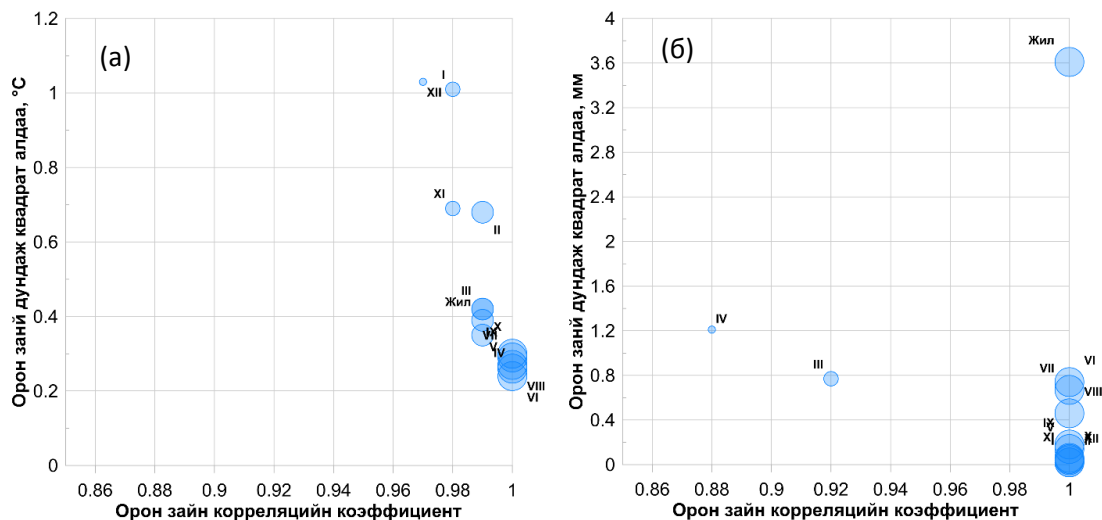 (а)
Орон занй дундаж квадрат алдаа, °C
1.2
1
0.8
0.6
0.4
0.2
0
I
XII
XI
II
III
Жил
X
VII
V
IV
VIII
VI
0.86 0.88 0.9 0.92 0.94 0.96 0.98 1
Орон зайн корреляцийн коэффициент
(б)
Орон занй дундаж квадрат алдаа, мм
4
3.6
3.2
2.8
2.4
2
1.6
1.2
0.8
0.4
0
Жил
IV
III
VI
VII
VIII
IX
V
0.86 0.88 0.9 0.92 0.94 0.96 0.98 1
Орон зайн корреляцийн коэффициент